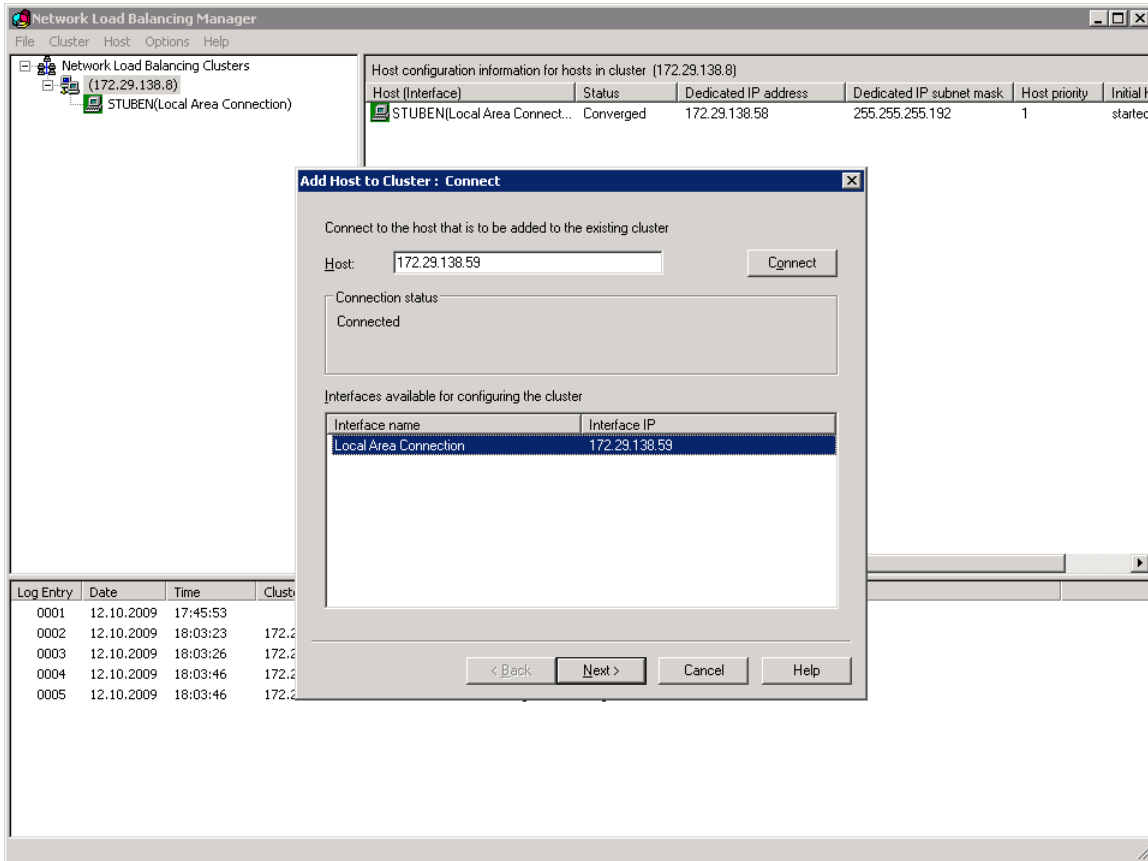 Network Load Balancing Manager
File Cluster Host Options Help
Network Load Balancing Clusters
(172.29.138.8)
STUBEN(Local Area Connection)
Host configuration information for hosts in cluster (172.29.138.8)
Host (Interface) Status Dedicated IP address Dedicated IP subnet mask Host priority Initial
STUBEN(Local Area Connect... Converged 172.29.138.58 255.255.255.192 1
Add Host to Cluster : Connect
Connect to the host that is to be added to the existing cluster
Host: 172.29.138.59 Connect
Connection status
Connected
Interfaces available for configuring the cluster
Interface name Interface IP
Local Area Connection 172.29.138.59
< Back Next > Cancel Help
Log Entry Date Time
0001 12.10.2009 17:45:53
0002 12.10.2009 18:03:23 172.2
0003 12.10.2009 18:03:26 172.2
0004 12.10.2009 18:03:46 172.2
0005 12.10.2009 18:03:46 172.2